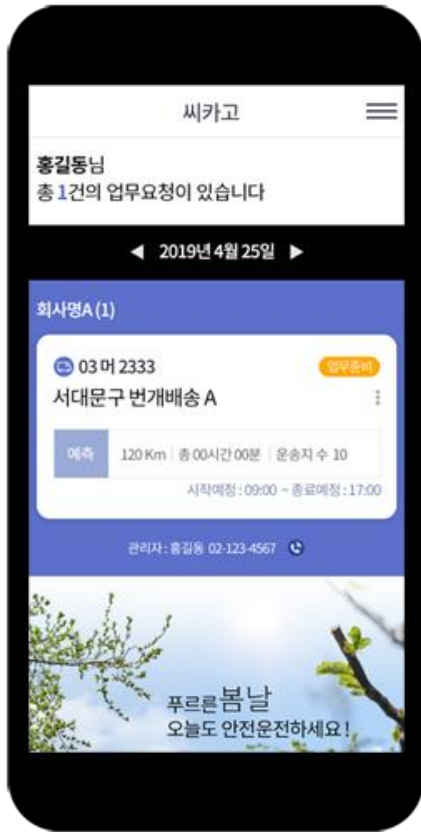 씨카고
홍길동님
총 1건의 업무요청이 있습니다
◀ 2019년 4월 25일 ▶
회사명A (1)
03 머 2333 업무준비
서대문구 번개배송 A
예측 120 Km 총 00시간 00분 운송지 수 10
시작예정 : 09:00 ~ 종료예정 : 17:00
관리자 : 홍길동 02-123-4567
푸르른 봄날
오늘도 안전운전하세요!